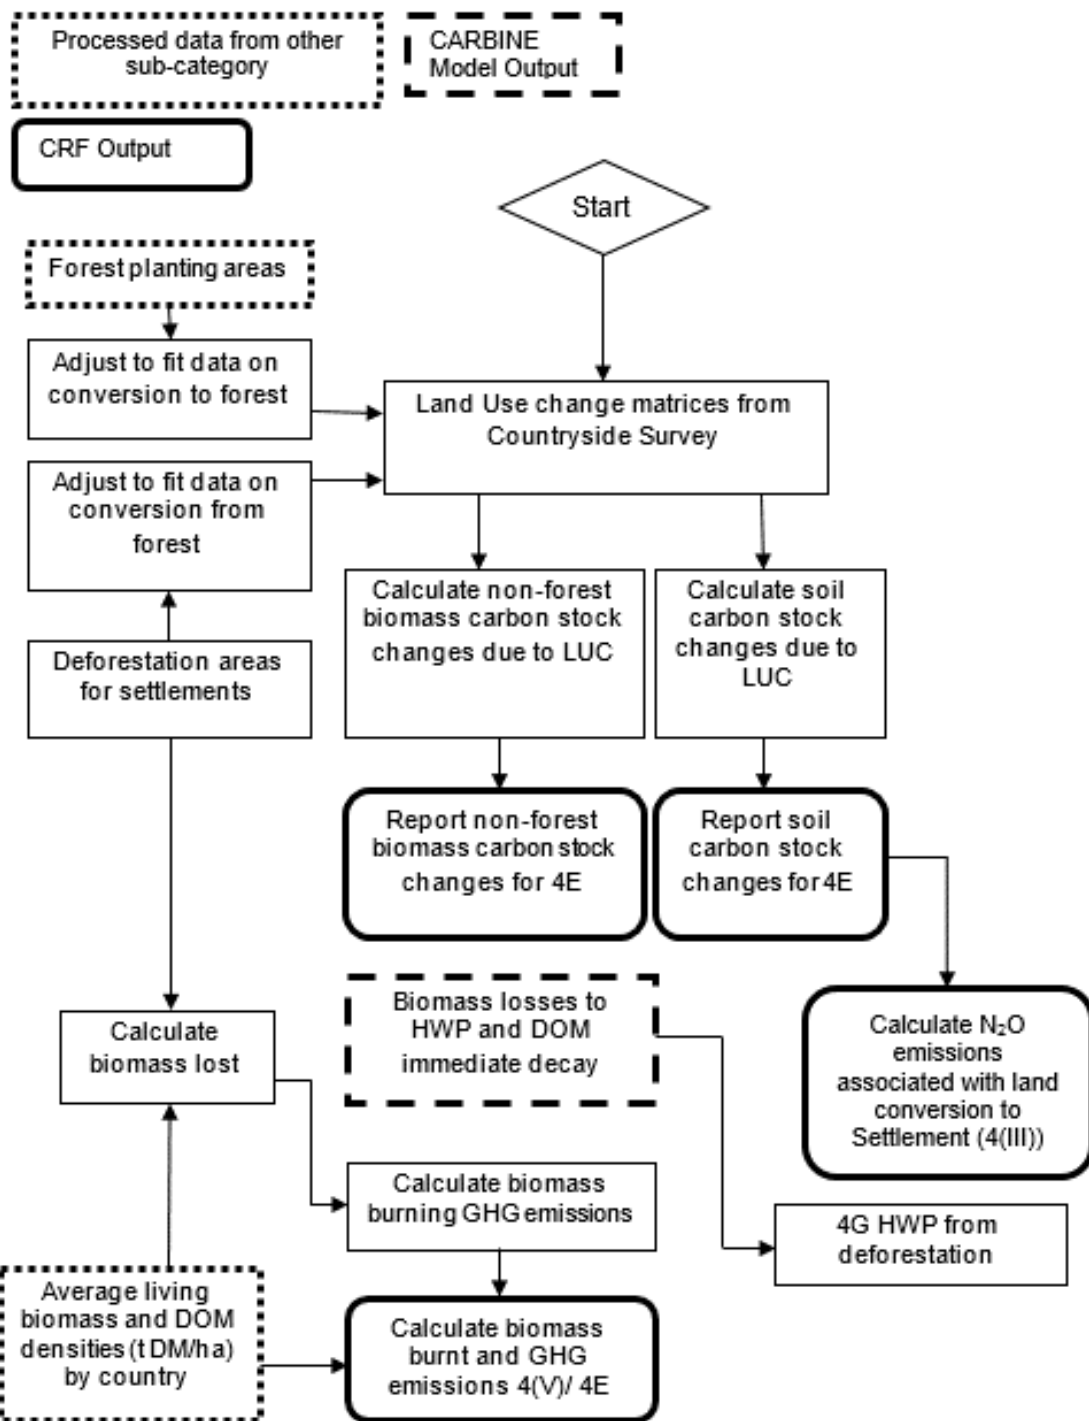 Processed data from other
sub-category
CARBINE
Model Output
CRF Output
Start
Forest planting areas
Adjust to fit data on
conversion to forest
Land Use change matrices from
Countryside Survey
Adjust to fit data on
conversion from
forest
Calculate non-forest
biomass carbon stock
changes due to LUC
Calculate soil
carbon stock
changes due to
LUC
Deforestation areas
for settlements
Report non-forest
biomass carbon stock
changes for 4E
Report soil
carbon stock
changes for 4E
Calculate
biomass lost
Biomass losses to
HWP and DOM
immediate decay
Calculate N₂O
emissions
associated with land
conversion to
Settlement (4(III))
Calculate biomass
burning GHG emissions
4G HWP from
deforestation
Average living
biomass and DOM
densities (t DM/ha)
by country
Calculate biomass
burnt and GHG
emissions 4(V)/ 4E